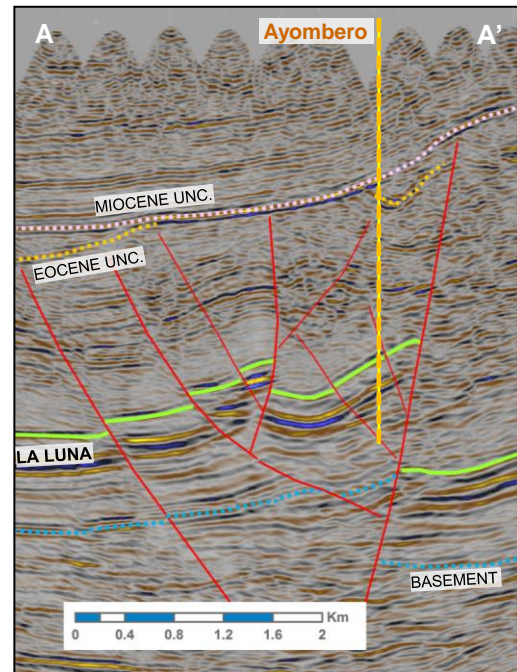 A
Ayombero
A’
MIOCENE UNC.
EOCENE UNC.
LA LUNA
BASEMENT
Km
0 0.4 0.8 1.2 1.6 2